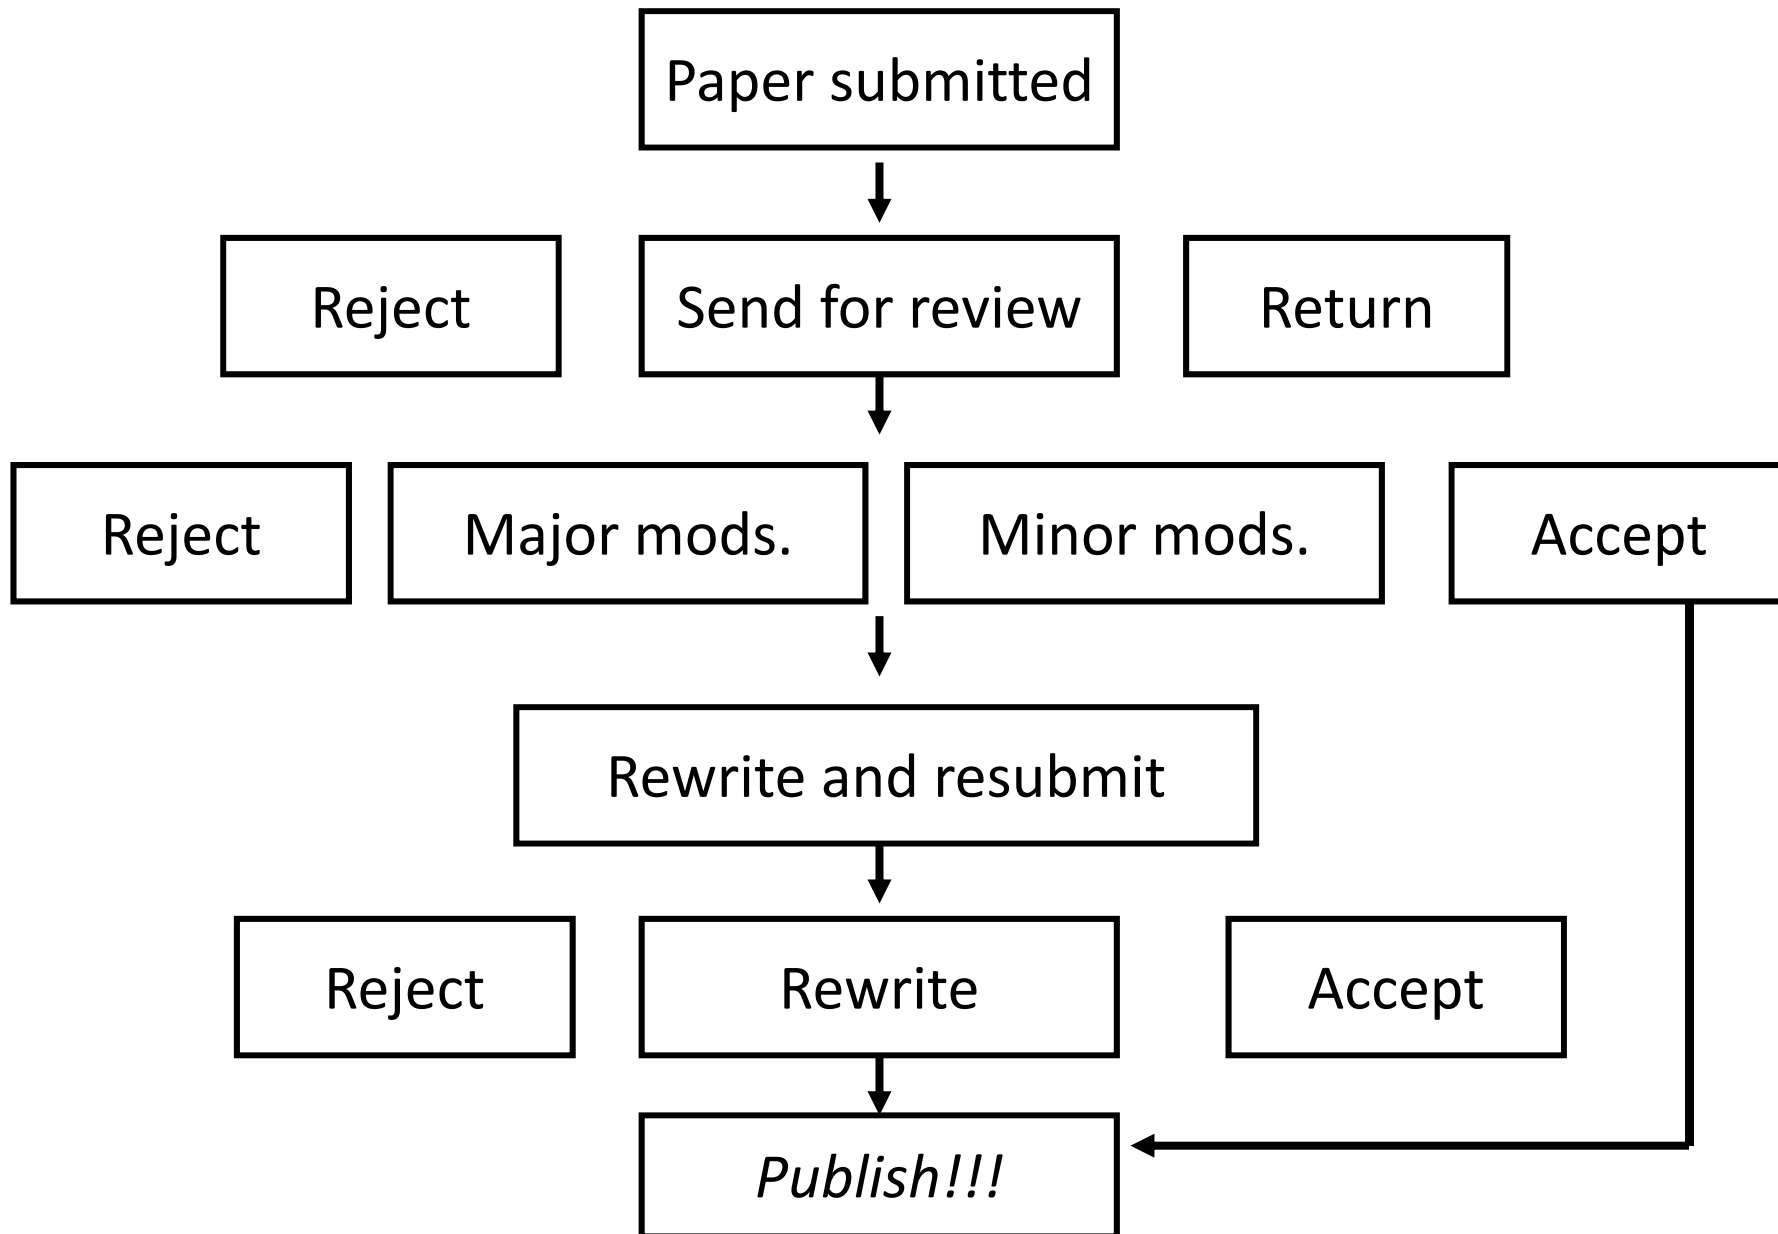 Paper submitted
Reject
Send for review
Return
Reject
Major mods.
Minor mods.
Accept
Rewrite and resubmit
Reject
Rewrite
Accept
Publish!!!